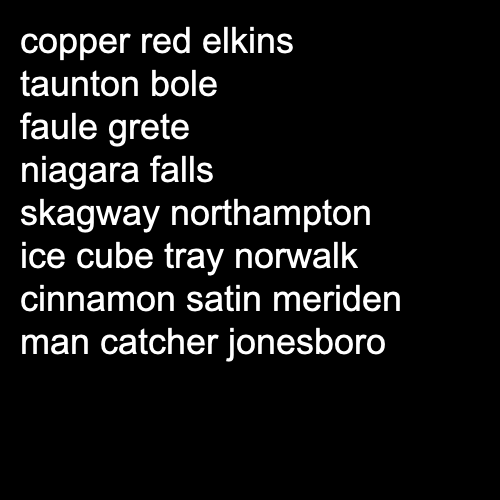 copper red elkins
taunton bole
faule grete
niagara falls
skagway northampton
ice cube tray norwalk
cinnamon satin meriden
man catcher jonesboro